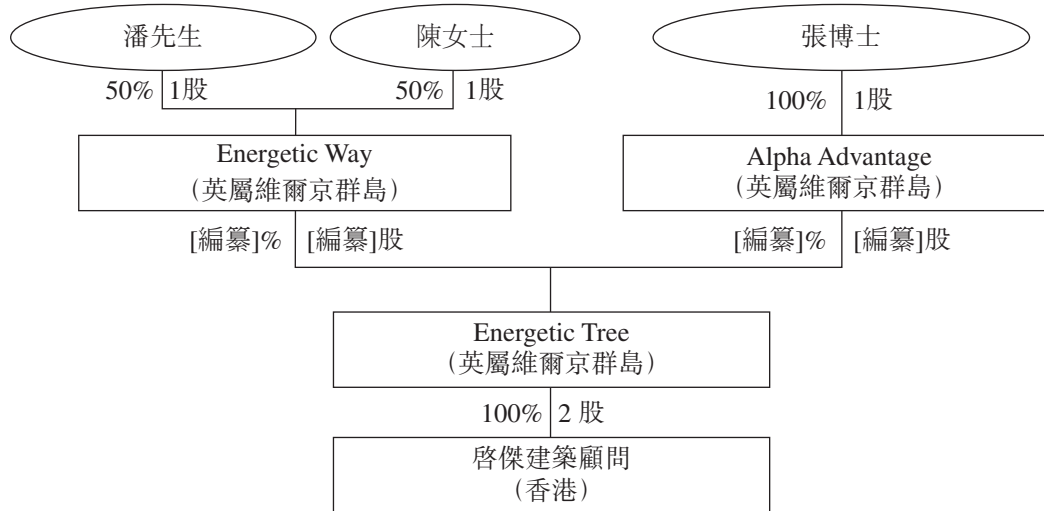 潘先生
陳女士
張博士
50% 1股
50% 1股
100% 1股
Energetic Way
（英屬維爾京群島）
Alpha Advantage
（英屬維爾京群島）
[編纂]% [編纂]股
[編纂]% [編纂]股
Energetic Tree
（英屬維爾京群島）
100% 2 股
啓傑建築顧問
（香港）